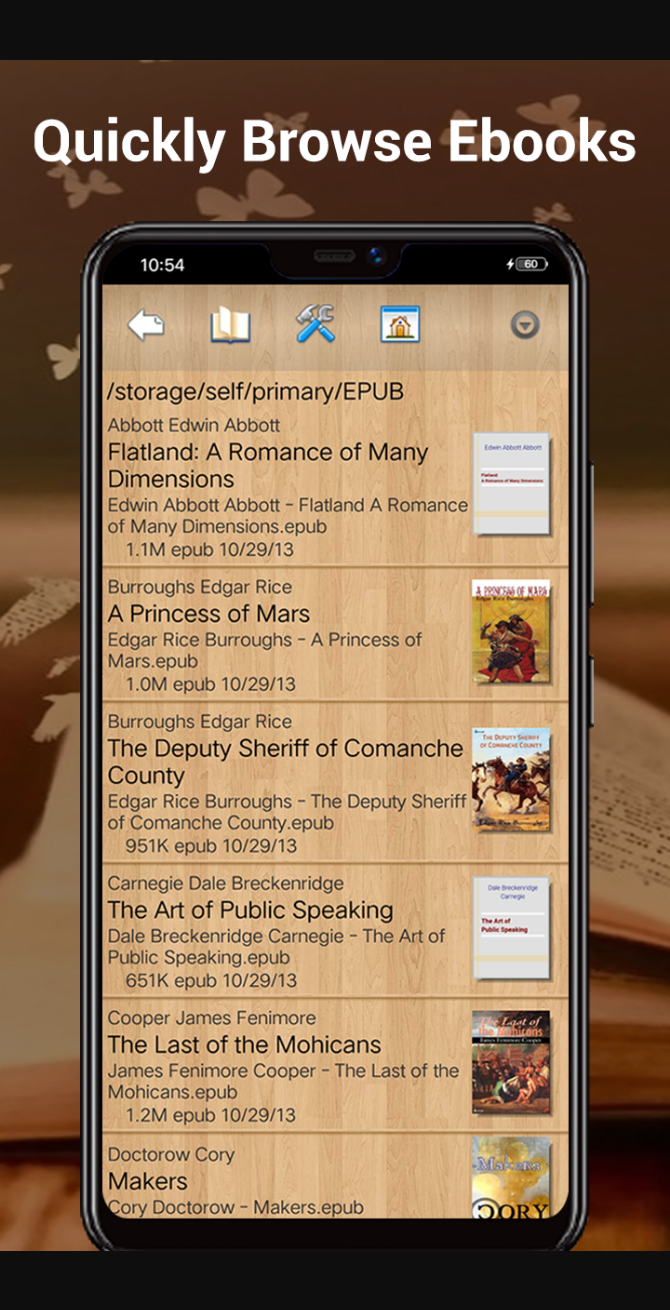 Quickly Browse Ebooks
10:54
60
/storage/self/primary/EPUB
Abbott Edwin Abbott
Flatland: A Romance of Many
Dimensions
Edwin Abbott Abbott - Flatland A Romance
of Many Dimensions.epub
1.1M epub 10/29/13
Edwin Abbott Abbott
Flatland
A Romance of Many Dimensions
Burroughs Edgar Rice
A Princess of Mars
Edgar Rice Burroughs - A Princess of
Mars.epub
1.0M epub 10/29/13
A PRINCESS OF MARS
Edgar Rice Burroughs
Burroughs Edgar Rice
The Deputy Sheriff of Comanche
County
Edgar Rice Burroughs - The Deputy Sheriff
of Comanche County.epub
951K epub 10/29/13
THE DEPUTY SHERIFF
OF COMANCHE COUNTY
Edgar Rice Burroughs
Carnegie Dale Breckenridge
The Art of Public Speaking
Dale Breckenridge Carnegie - The Art of
Public Speaking.epub
651K epub 10/29/13
Dale Breckenridge
Carnegie
The Art of
Public Speaking
Cooper James Fenimore
The Last of the Mohicans
James Fenimore Cooper - The Last of the
Mohicans.epub
1.2M epub 10/29/13
The Last of
the Mohicans
James Fenimore Cooper
Doctorow Cory
Makers
Cory Doctorow - Makers.epub
Makers
CORY